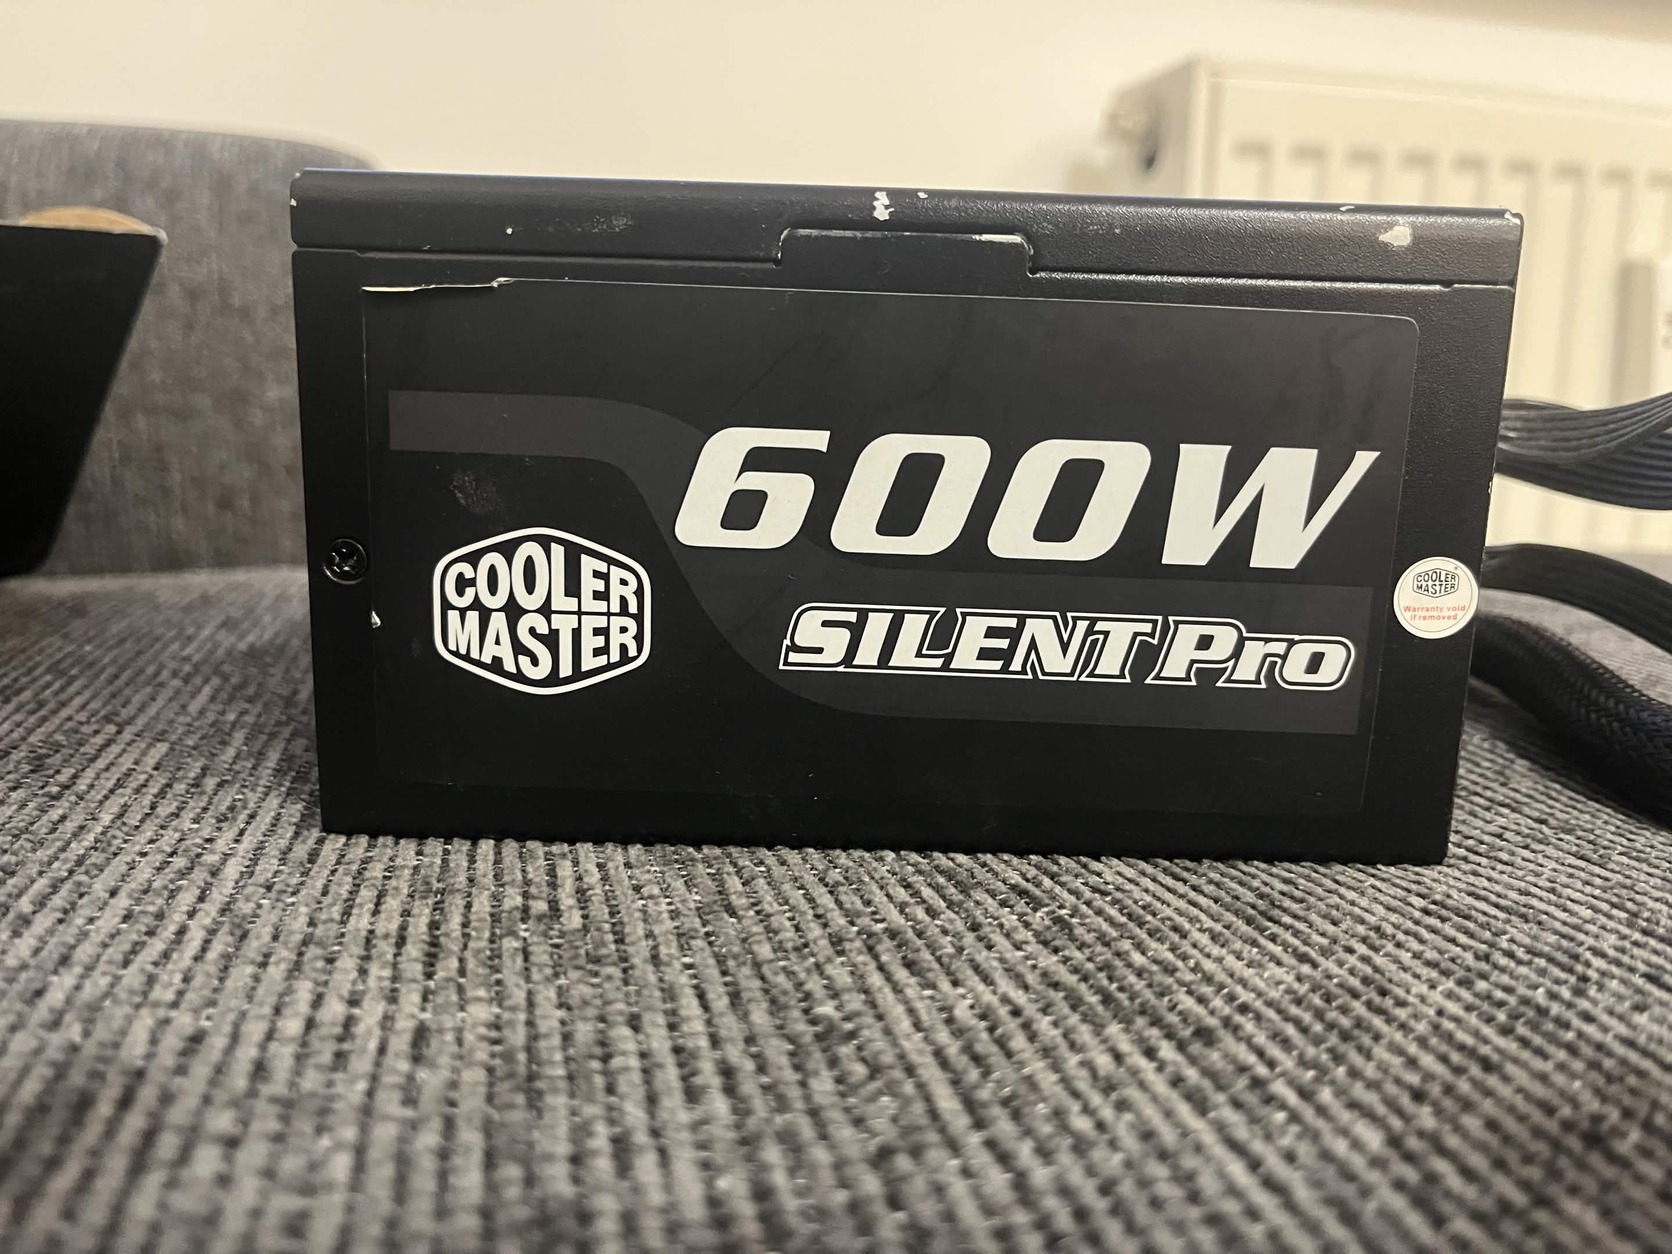 600W
COOLER
MASTER
SILENT Pro
COOLER
MASTER
Warranty void
if removed